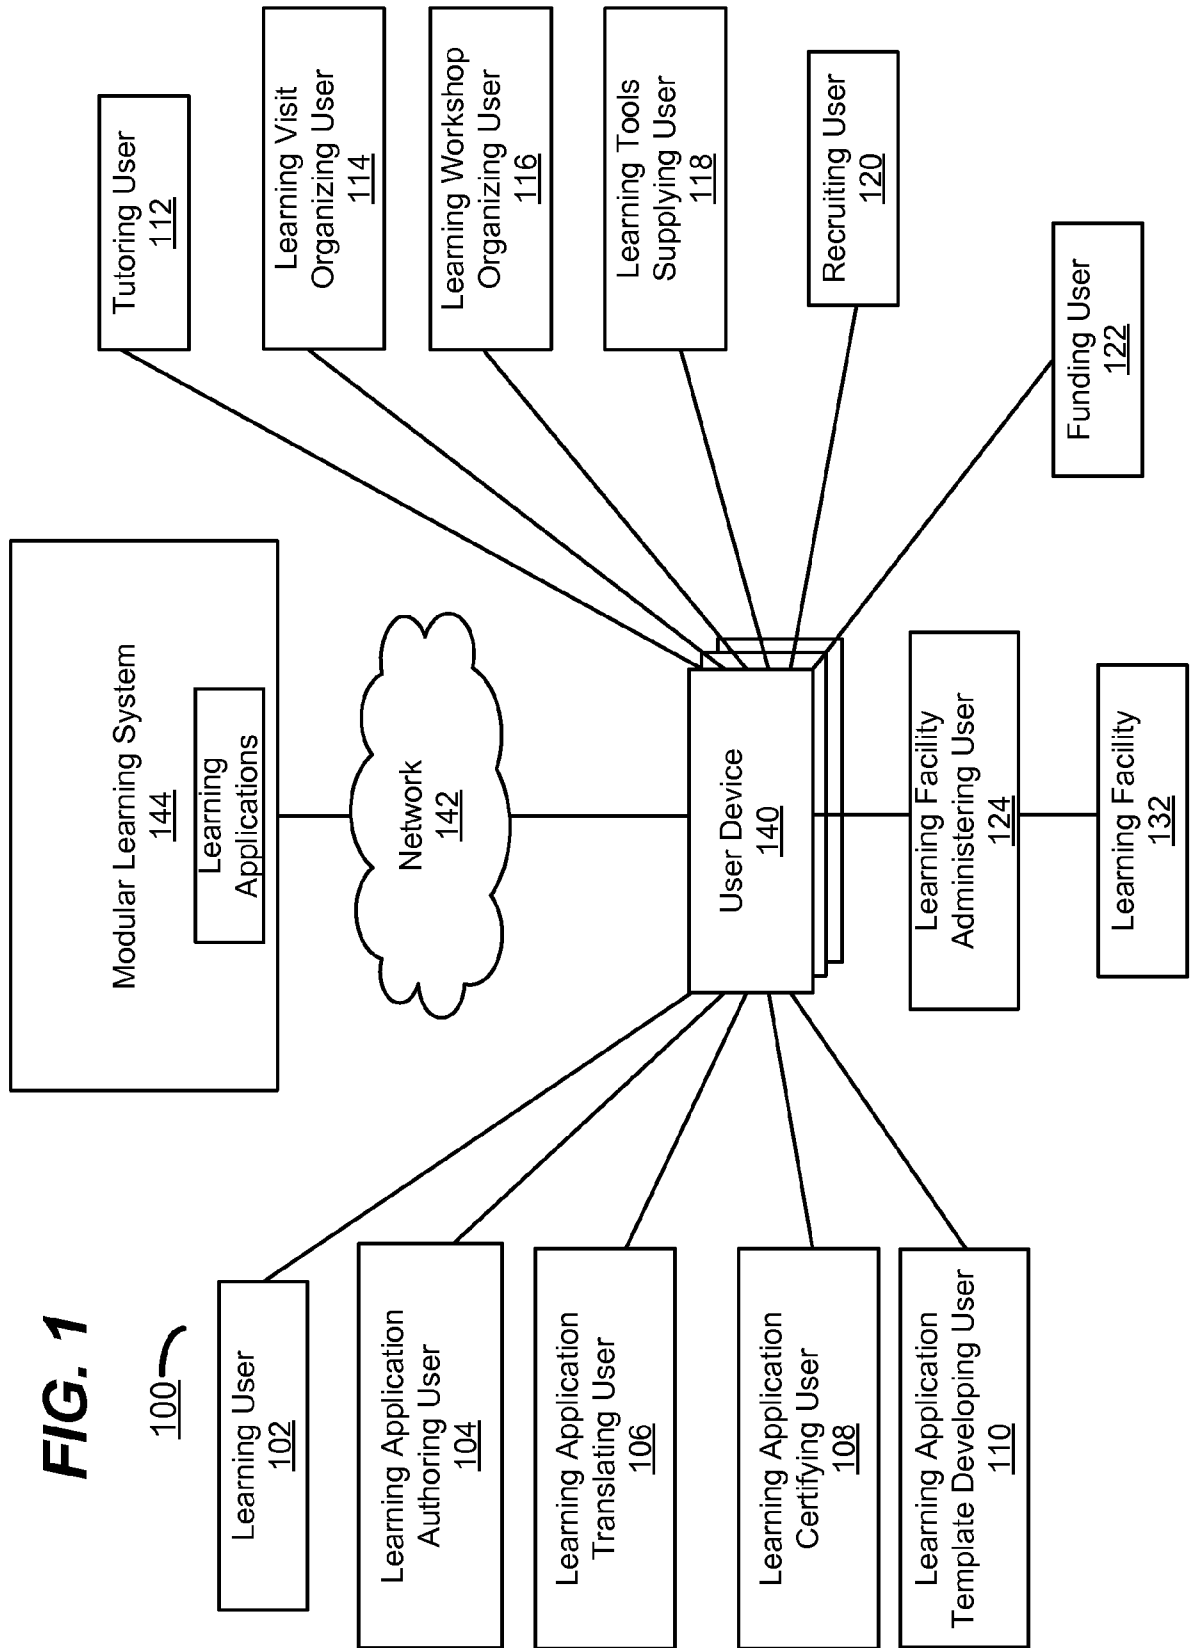 FIG. 1
100
Modular Learning System
144
Learning
Applications
Network
142
User Device
140
Learning User
102
Learning Application
Authoring User
104
Learning Application
Translating User
106
Learning Application
Certifying User
108
Learning Application
Template Developing User
110
Tutoring User
112
Learning Visit
Organizing User
114
Learning Workshop
Organizing User
116
Learning Tools
Supplying User
118
Recruiting User
120
Funding User
122
Learning Facility
Administering User
124
Learning Facility
132